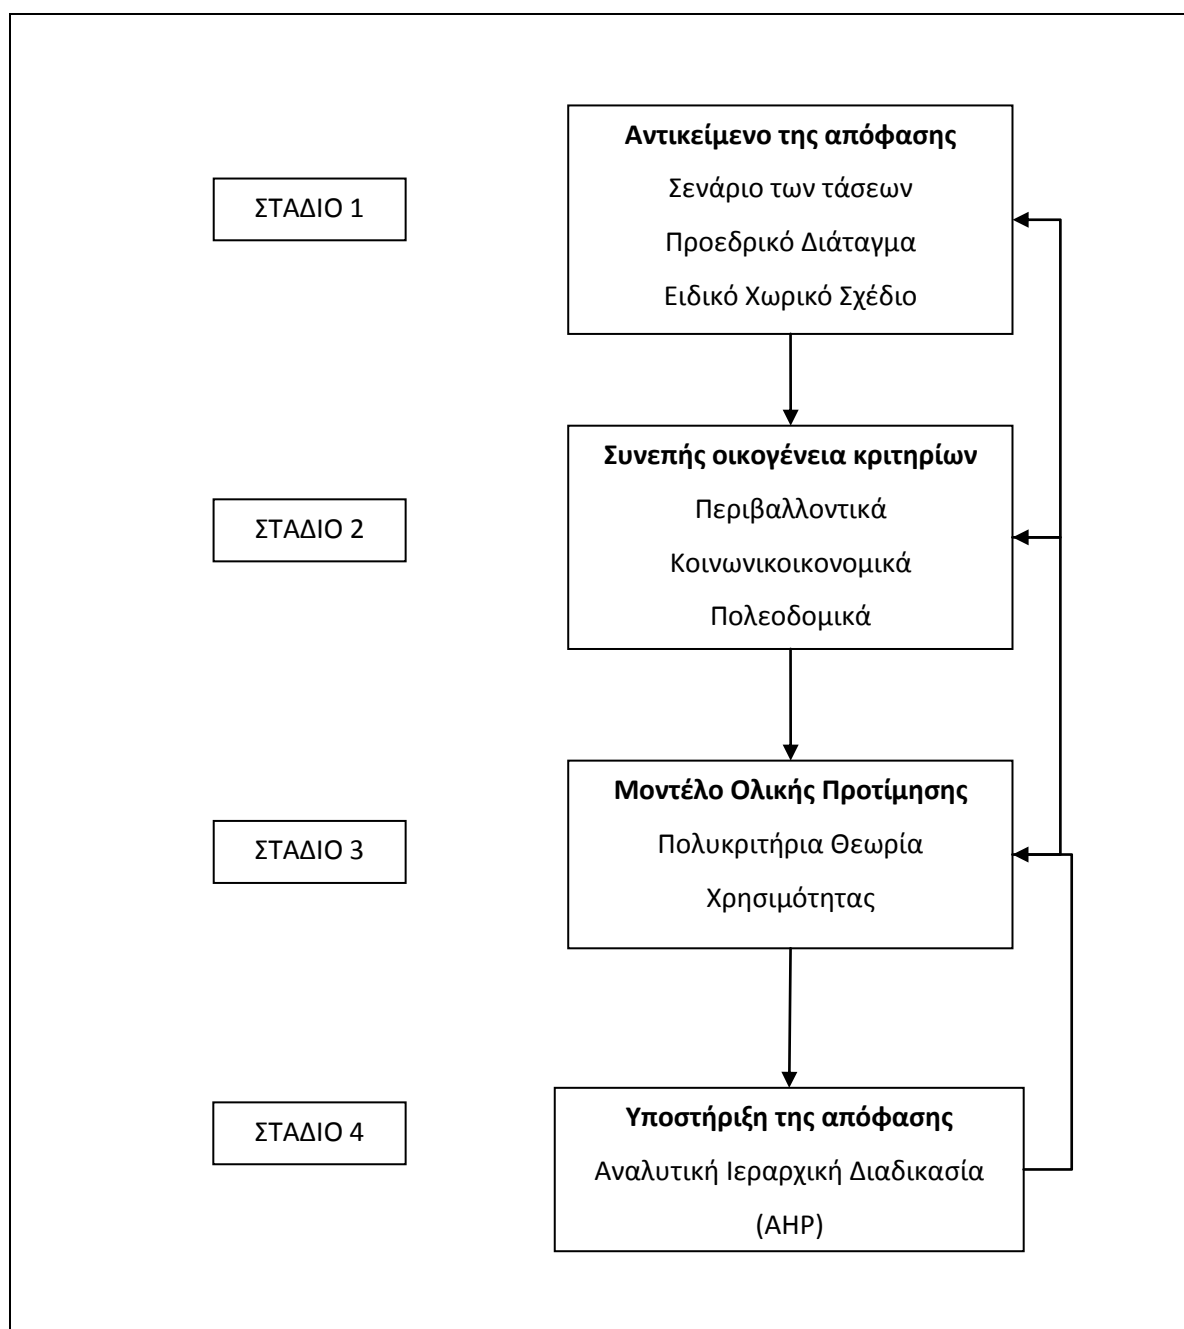 Αντικείμενο της απόφασης
ΣΤΑΔΙΟ 1
Σενάριο των τάσεων
Προεδρικό Διάταγμα
Ειδικό Χωρικό Σχέδιο
Συνεπής οικογένεια κριτηρίων
ΣΤΑΔΙΟ 2
Περιβαλλοντικά
Κοινωνικοικονομικά
Πολεοδομικά
Μοντέλο Ολικής Προτίμησης
ΣΤΑΔΙΟ 3
Πολυκριτήρια Θεωρία
Χρησιμότητας
Υποστήριξη της απόφασης
ΣΤΑΔΙΟ 4
Αναλυτική Ιεραρχική Διαδικασία
(AHP)